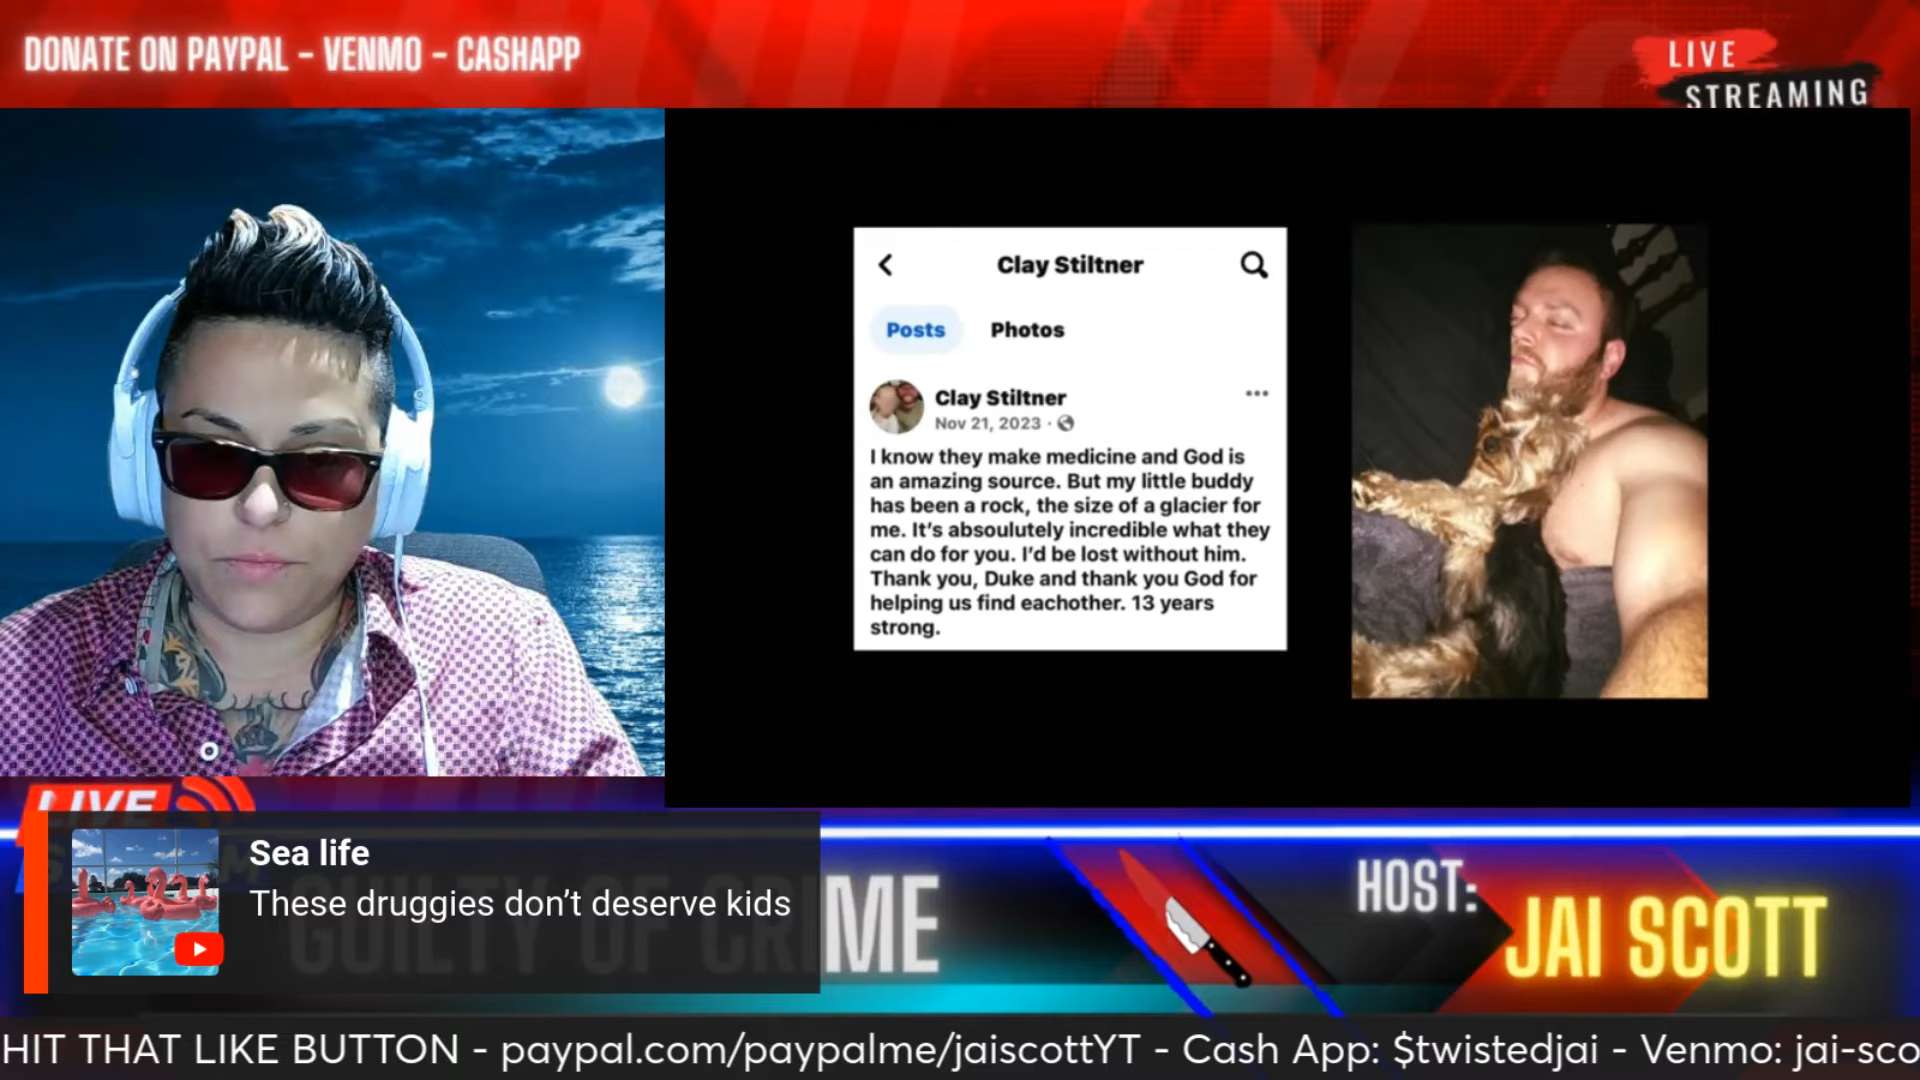 DONATE ON PAYPAL - VENMO - CASHAPP
LIVE
STREAMING
Clay Stiltner
Posts
Photos
Clay Stiltner
Nov 21, 2023 ·
I know they make medicine and God is
an amazing source. But my little buddy
has been a rock, the size of a glacier for
me. It's absoulutely incredible what they
can do for you. I'd be lost without him.
Thank you, Duke and thank you God for
helping us find eachother. 13 years
strong.
LIVE
Sea life
These druggies don't deserve kids
GUILTY OF CRIME
HOST:
JAI SCOTT
HIT THAT LIKE BUTTON - paypal.com/paypalme/jaiscottYT - Cash App: $twistedjai - Venmo: jai-sco